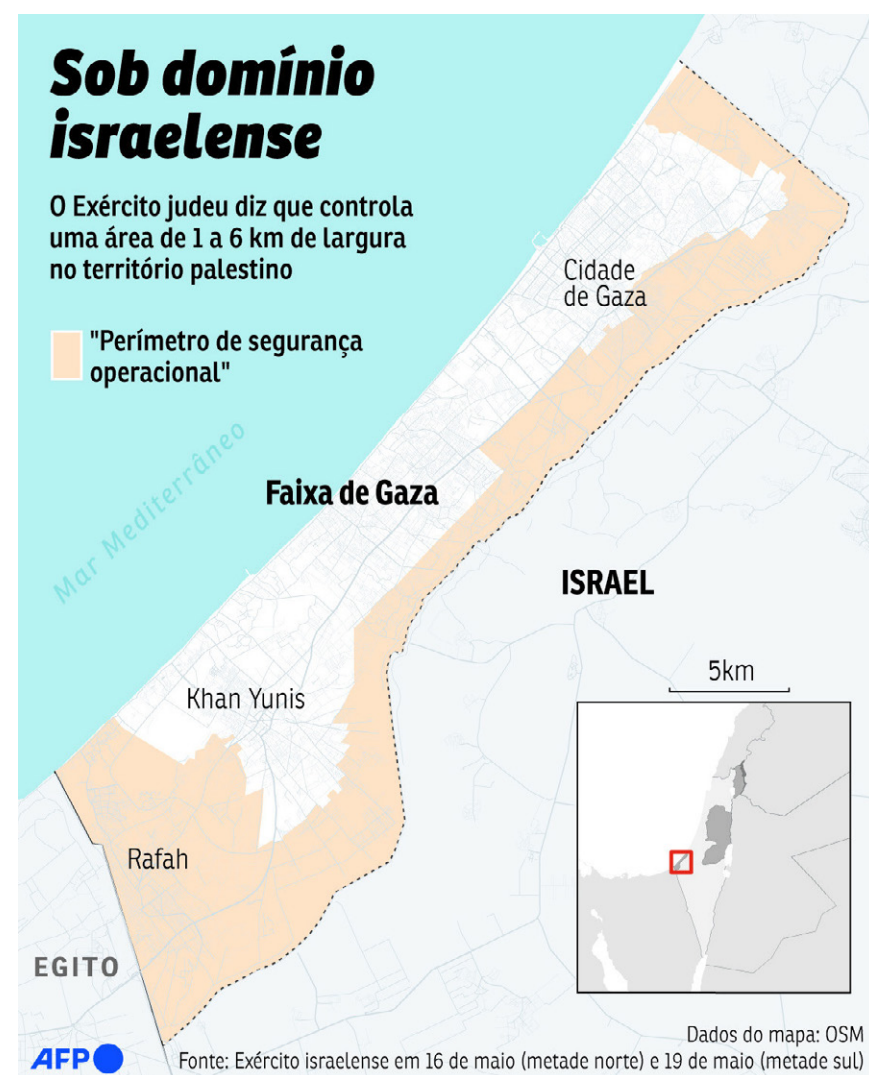 Sob domínio
israelense
O Exército judeu diz que controla
uma área de 1 a 6 km de largura
no território palestino
"Perímetro de segurança
operacional"
Cidade
de Gaza
Mar Mediterrâneo
Faixa de Gaza
ISRAEL
5km
Khan Yunis
Rafah
EGITO
Dados do mapa: OSM
AFP
Fonte: Exército israelense em 16 de maio (metade norte) e 19 de maio (metade sul)